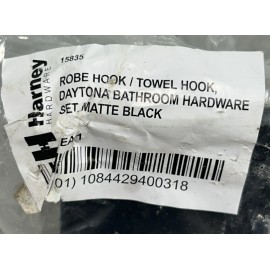 15835
Harney
HARDWARE
ROBE HOOK / TOWEL HOOK,
DAYTONA BATHROOM HARDWARE
SET, MATTE BLACK
EA1
01) 1084429400318